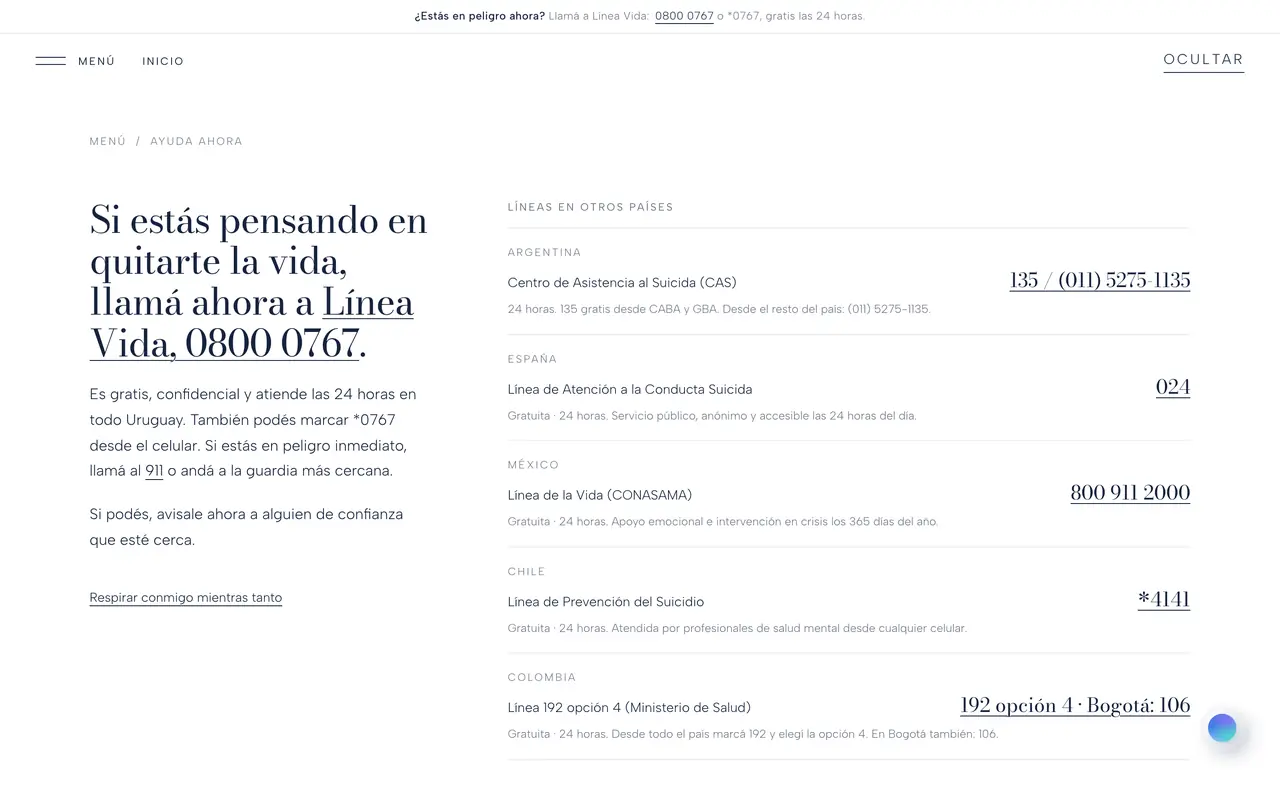 ¿Estás en peligro ahora? Llamá a Línea Vida: 0800 0767 o *0767, gratis las 24 horas.
MENÚ
INICIO
OCULTAR
MENÚ / AYUDA AHORA
Si estás pensando en
quitarte la vida,
llamá ahora a Línea
Vida, 0800 0767.
Es gratis, confidencial y atiende las 24 horas en
todo Uruguay. También podés marcar *0767
desde el celular. Si estás en peligro inmediato,
llamá al 911 o andá a la guardia más cercana.
Si podés, avisale ahora a alguien de confianza
que esté cerca.
Respirar conmigo mientras tanto
LÍNEAS EN OTROS PAÍSES
ARGENTINA
Centro de Asistencia al Suicida (CAS)
135 / (011) 5275-1135
24 horas. 135 gratis desde CABA y GBA. Desde el resto del país: (011) 5275-1135.
ESPAÑA
Línea de Atención a la Conducta Suicida
024
Gratuita · 24 horas. Servicio público, anónimo y accesible las 24 horas del día.
MÉXICO
Línea de la Vida (CONASAMA)
800 911 2000
Gratuita · 24 horas. Apoyo emocional e intervención en crisis los 365 días del año.
CHILE
Línea de Prevención del Suicidio
*4141
Gratuita · 24 horas. Atendida por profesionales de salud mental desde cualquier celular.
COLOMBIA
Línea 192 opción 4 (Ministerio de Salud)
192 opción 4 · Bogotá: 106
Gratuita · 24 horas. Desde todo el país marcá 192 y elegí la opción 4. En Bogotá también: 106.